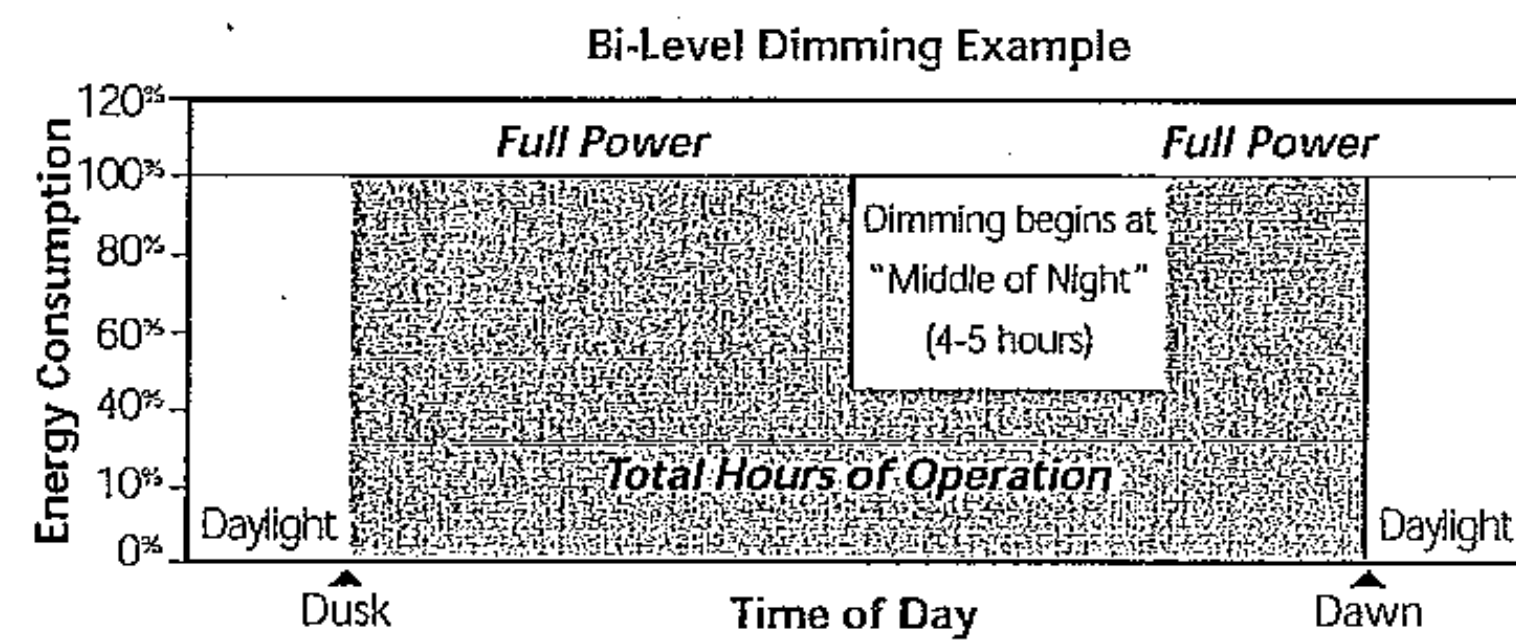 Bi-Level Dimming Example
120%
Full Power Full Power
100%
Dimming begins at
80%
"Middle of Night"
60%
(4-5 hours)
40%
Total Hours of Operation
10%
Daylight
Daylight
0%
Energy Consumption
Dusk
Time of Day
Dawn